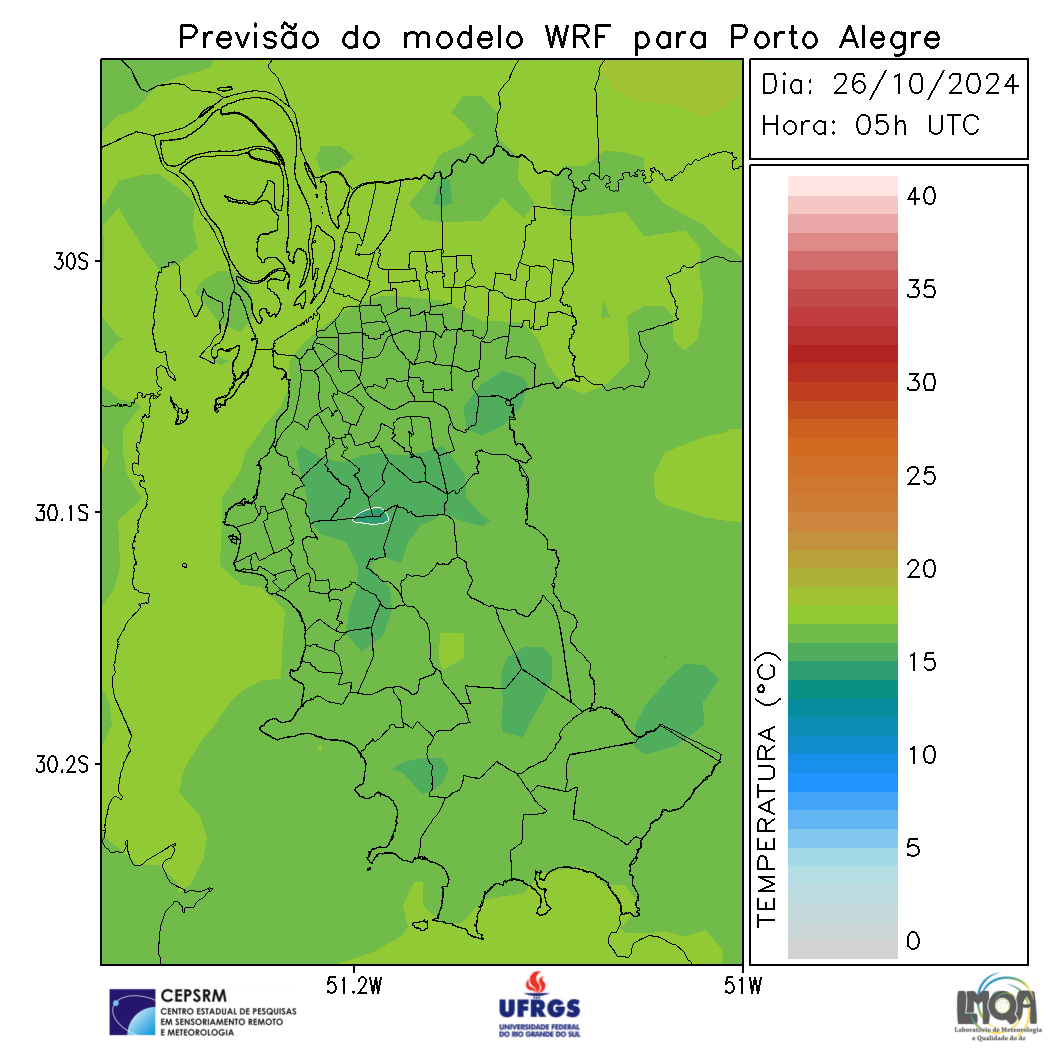 Previsão do modelo WRF para Porto Alegre
Dia: 26/10/2024
Hora: 05h UTC
30S
30.1S
30.2S
51.2W
51W
40
35
30
25
20
15
10
5
0
TEMPERATURA (°C)
CEPSRM
CENTRO ESTADUAL DE PESQUISAS
EM SENSORIAMENTO REMOTO
E METEOROLOGIA
UFRGS
UNIVERSIDADE FEDERAL
DO RIO GRANDE DO SUL
LMQA
Laboratório de Meteorologia
e Qualidade do Ar